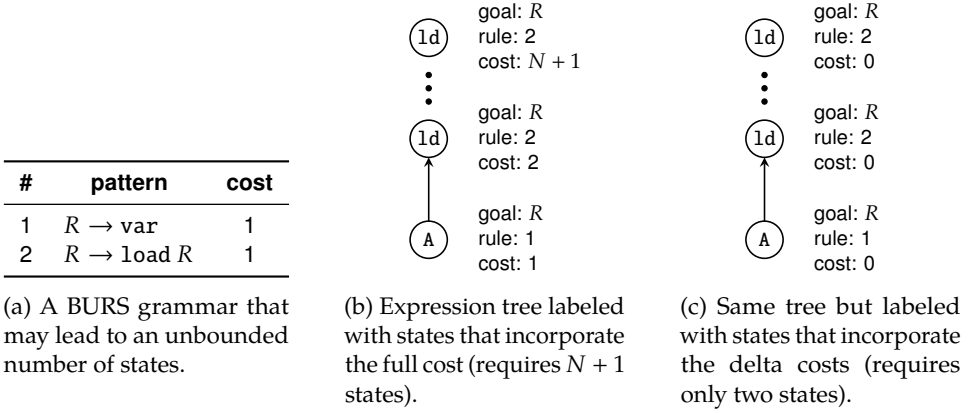 # pattern cost
1 R → var 1
2 R → load R 1
(a) A BURS grammar that
may lead to an unbounded
number of states.
ld
goal: R
rule: 2
cost: N + 1
ld
goal: R
rule: 2
cost: 2
A
goal: R
rule: 1
cost: 1
(b) Expression tree labeled
with states that incorporate
the full cost (requires N + 1
states).
ld
goal: R
rule: 2
cost: 0
ld
goal: R
rule: 2
cost: 0
A
goal: R
rule: 1
cost: 0
(c) Same tree but labeled
with states that incorporate
the delta costs (requires
only two states).